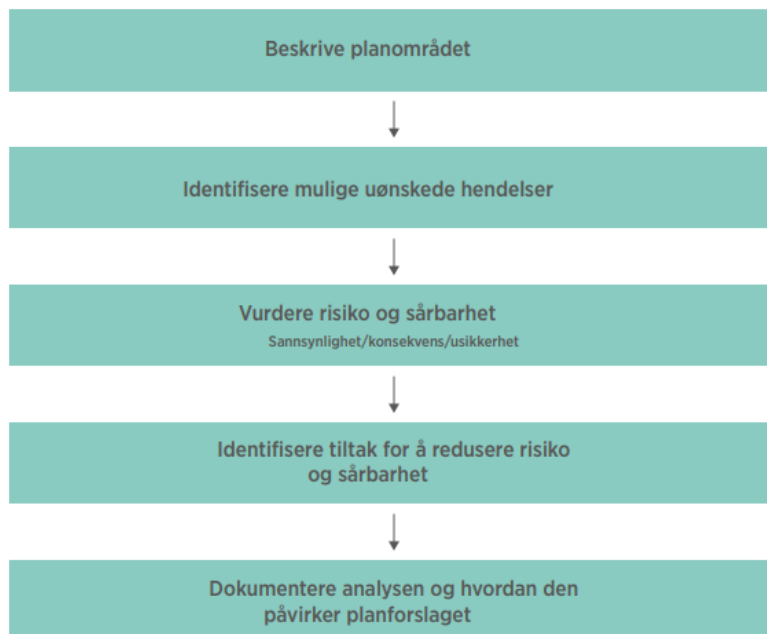 Beskrive planområdet
Identifisere mulige uønskede hendelser
Vurdere risiko og sårbarhet
Sannsynlighet/konsekvens/usikkerhet
Identifisere tiltak for å redusere risiko
og sårbarhet
Dokumentere analysen og hvordan den
påvirker planforslaget